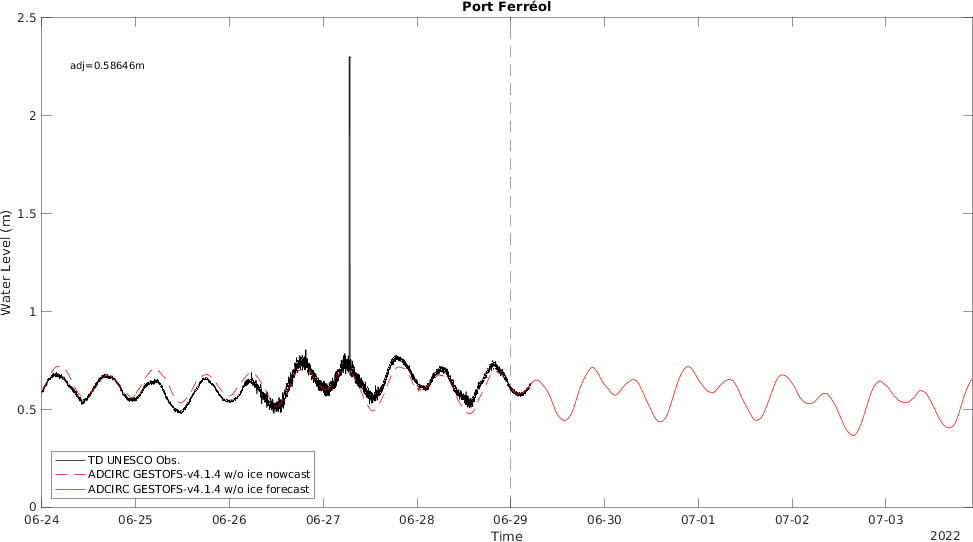 Port Ferréol
2.5
adj=0.58646m
2
1.5
Water Level (m)
1
0.5
TD UNESCO Obs.
ADCIRC GESTOFS-v4.1.4 w/o ice nowcast
ADCIRC GESTOFS-v4.1.4 w/o ice forecast
0
06-24 06-25 06-26 06-27 06-28 06-29 06-30 07-01 07-02 07-03
Time
2022